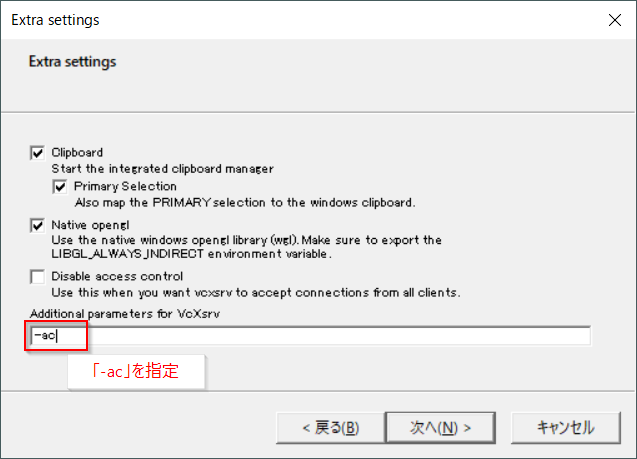 Extra settings
Extra settings
Clipboard
Start the integrated clipboard manager
Primary Selection
Also map the PRIMARY selection to the windows clipboard.
Native opengl
Use the native windows opengl library (wgl). Make sure to export the
LIBGL_ALWAYS_INDIRECT environment variable.
Disable access control
Use this when you want vcxsrv to accept connections from all clients.
Additional parameters for VcXsrv
-ac
「-ac」を指定
< 戻る(B)
次へ(N) >
キャンセル